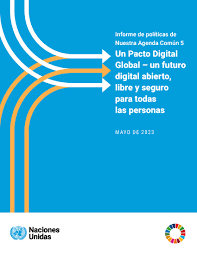 Informe de políticas de
Nuestra Agenda Común 5
Un Pacto Digital
Global – un futuro
digital abierto,
libre y seguro
para todas
las personas
MAYO DE 2023
Naciones
Unidas